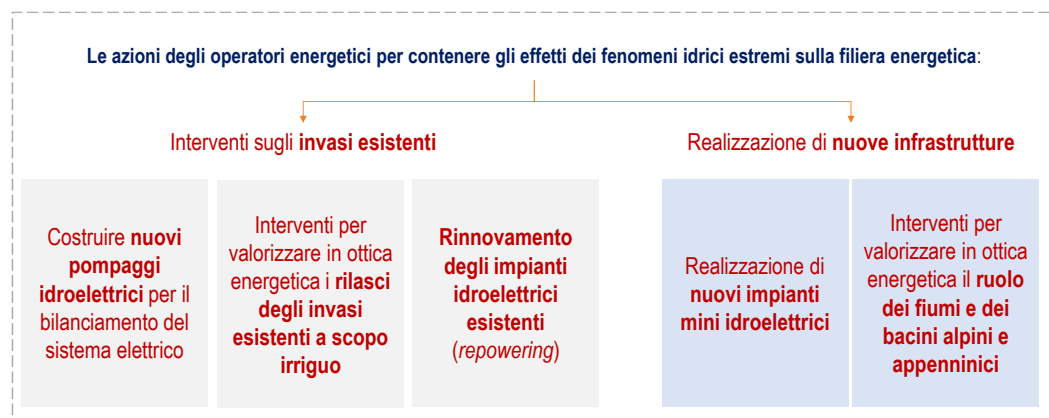 Le azioni degli operatori energetici per contenere gli effetti dei fenomeni idrici estremi sulla filiera energetica:
Interventi sugli invasi esistenti
Realizzazione di nuove infrastrutture
Costruire nuovi
pompaggi
idroelettrici per il
bilanciamento del
sistema elettrico
Interventi per
valorizzare in ottica
energetica i rilasci
degli invasi
esistenti a scopo
irriguo
Rinnovamento
degli impianti
idroelettrici
esistenti
(repowering)
Realizzazione di
nuovi impianti
mini idroelettrici
Interventi per
valorizzare in ottica
energetica il ruolo
dei fiumi e dei
bacini alpini e
appenninici